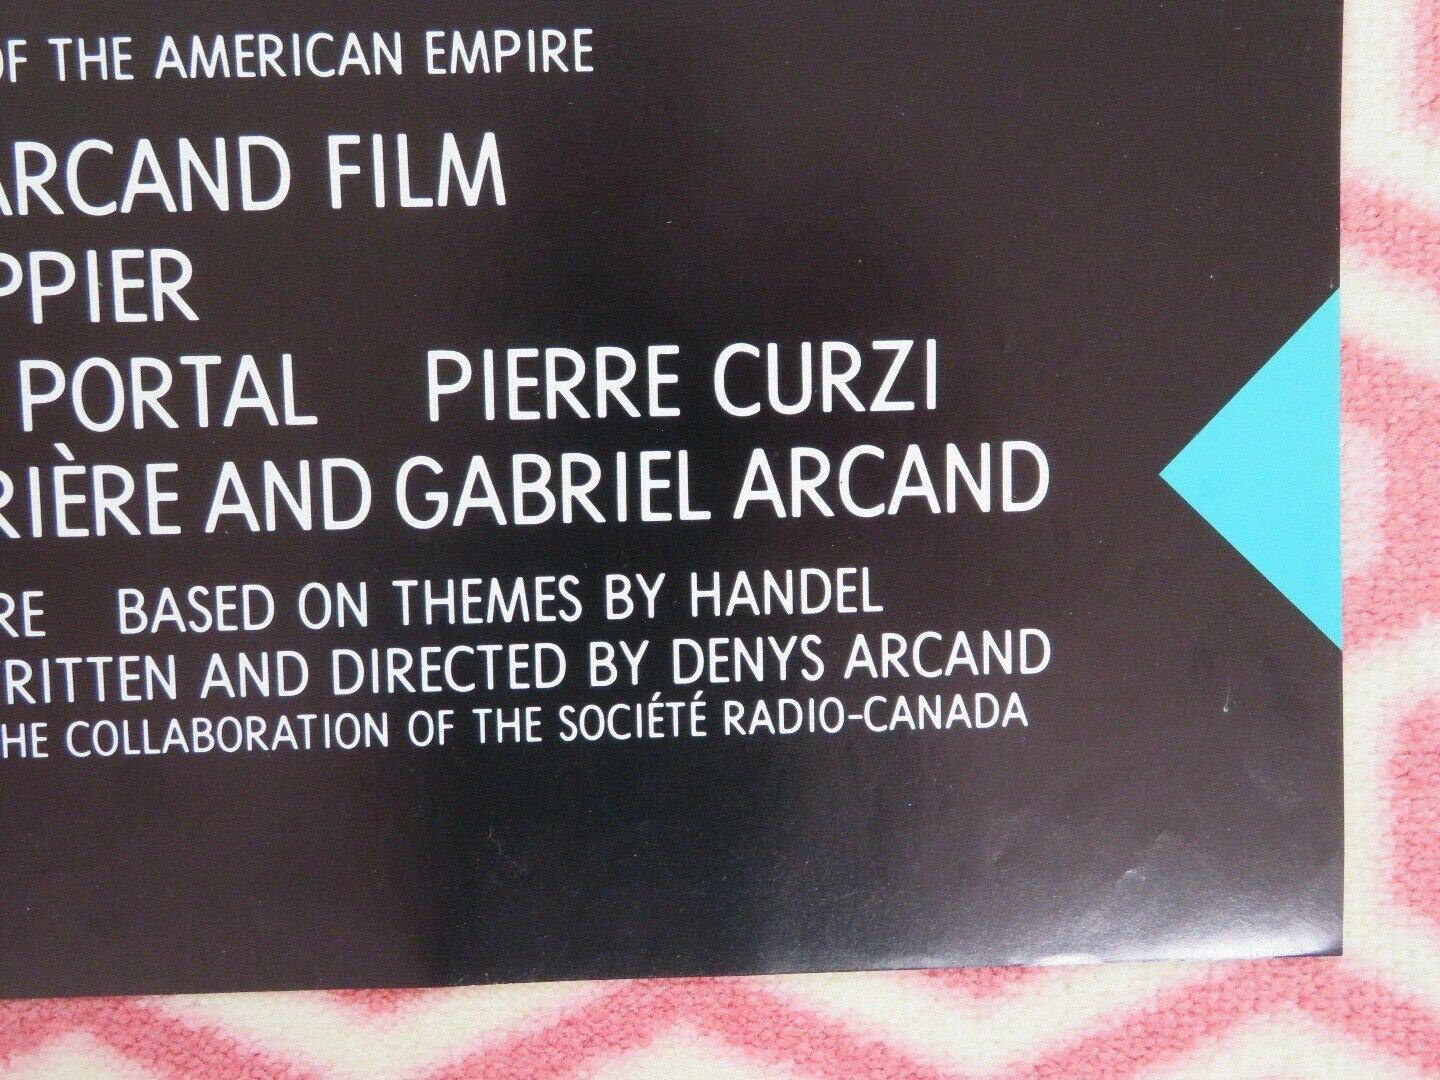 OF THE AMERICAN EMPIRE
ARCAND FILM
PPIER
PORTAL PIERRE CURZI
RIÈRE AND GABRIEL ARCAND
RE BASED ON THEMES BY HANDEL
WRITTEN AND DIRECTED BY DENYS ARCAND
HE COLLABORATION OF THE SOCIÉTÉ RADIO-CANADA